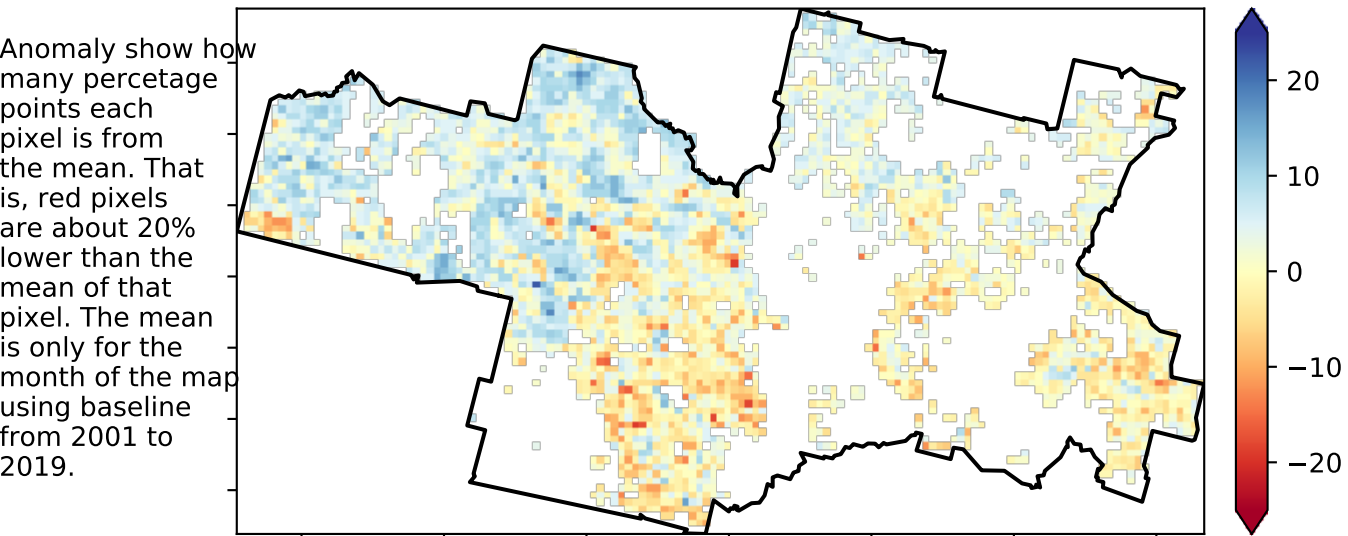 Anomaly show how
many percetage
points each
pixel is from
the mean. That
is, red pixels
are about 20%
lower than the
mean of that
pixel. The mean
is only for the
month of the map
using baseline
from 2001 to
2019.
20
10
0
−10
−20